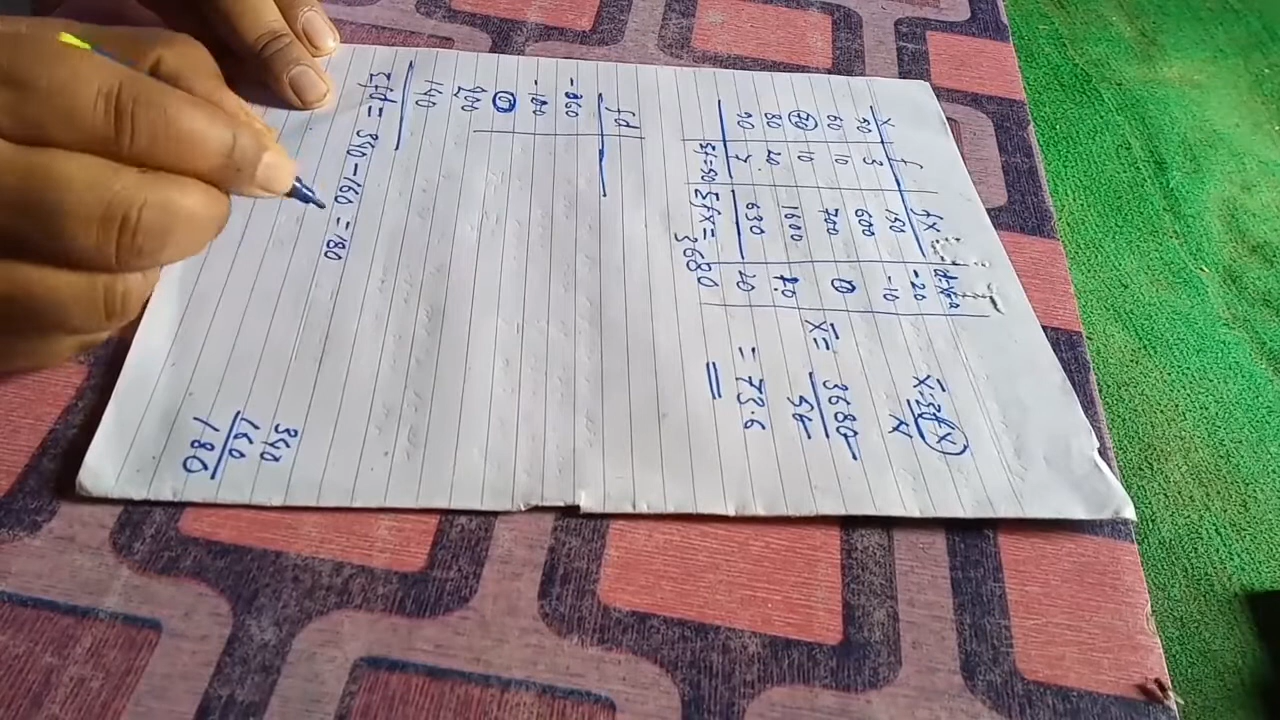 x f fx d=x-a
50 3 150 -20
60 10 600 -10
70 10 700 0
80 20 1600 10
90 7 630 20
Σf=50 Σfx=
3680
x̄=Σfx
N
x̄= 3680
50
= 73.6
fd
-060
-100
0
200
140
Σfd= 340-160 =180
340
160
180